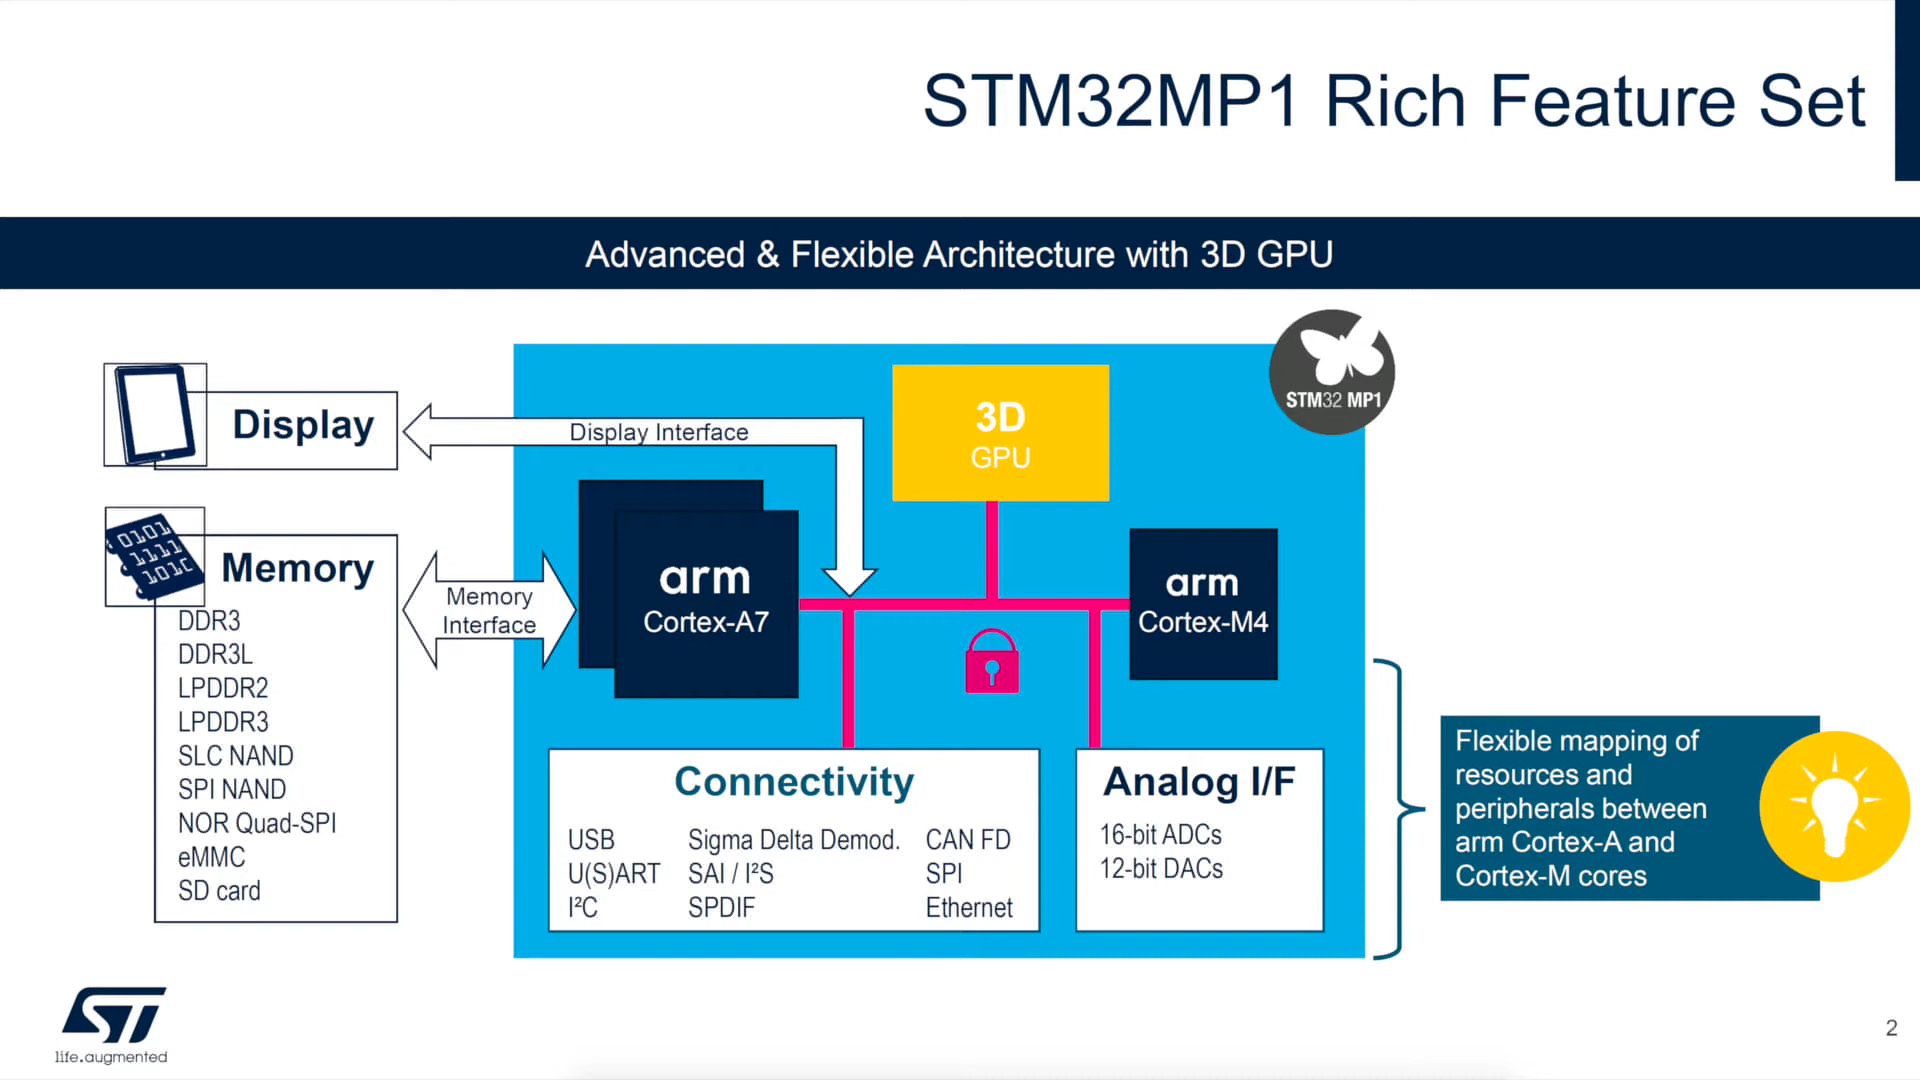 STM32MP1 Rich Feature Set
Advanced & Flexible Architecture with 3D GPU
STM32 MP1
Display
Display Interface
3D
GPU
0101
1111
101C
Memory
DDR3
DDR3L
LPDDR2
LPDDR3
SLC NAND
SPI NAND
NOR Quad-SPI
eMMC
SD card
Memory
Interface
arm
Cortex-A7
arm
Cortex-M4
Connectivity
USB Sigma Delta Demod. CAN FD
U(S)ART SAI / I²S SPI
I²C SPDIF Ethernet
Analog I/F
16-bit ADCs
12-bit DACs
Flexible mapping of
resources and
peripherals between
arm Cortex-A and
Cortex-M cores
ST
life.augmented
2